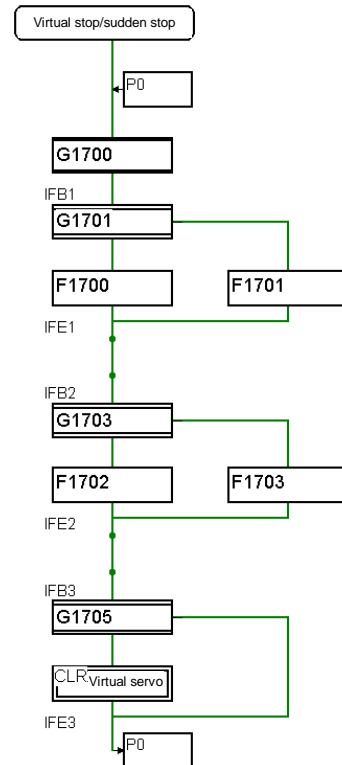 Virtual stop/sudden stop
P0
G1700
IFB1
G1701
F1700 F1701
IFE1
IFB2
G1703
F1702 F1703
IFE2
IFB3
G1705
CLR Virtual servo
IFE3
P0